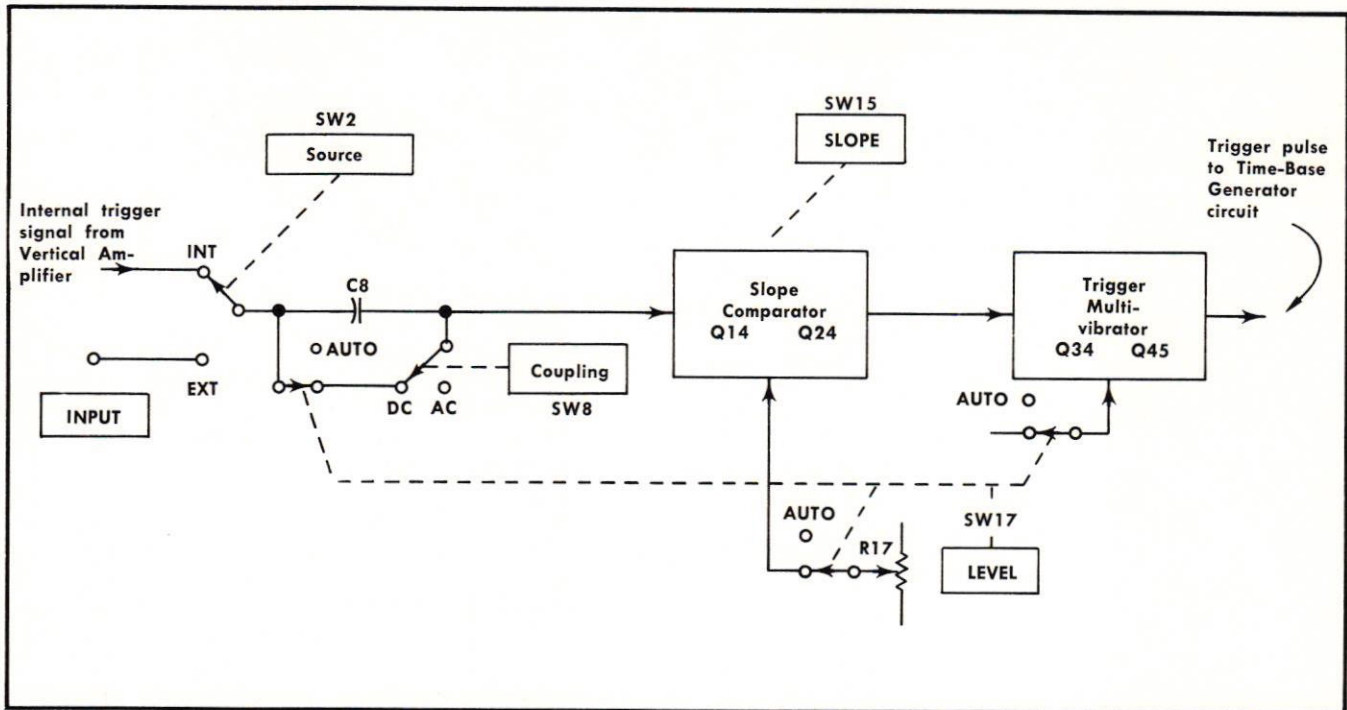 SW2
Source
SW15
SLOPE
Trigger pulse
to Time-Base
Generator
circuit
Internal trigger
signal from
Vertical Am-
plifier
INT
C8
AUTO
EXT
INPUT
DC
AC
Coupling
SW8
Slope
Comparator
Q14 Q24
Trigger
Multi-
vibrator
Q34 Q45
AUTO
AUTO
R17
SW17
LEVEL